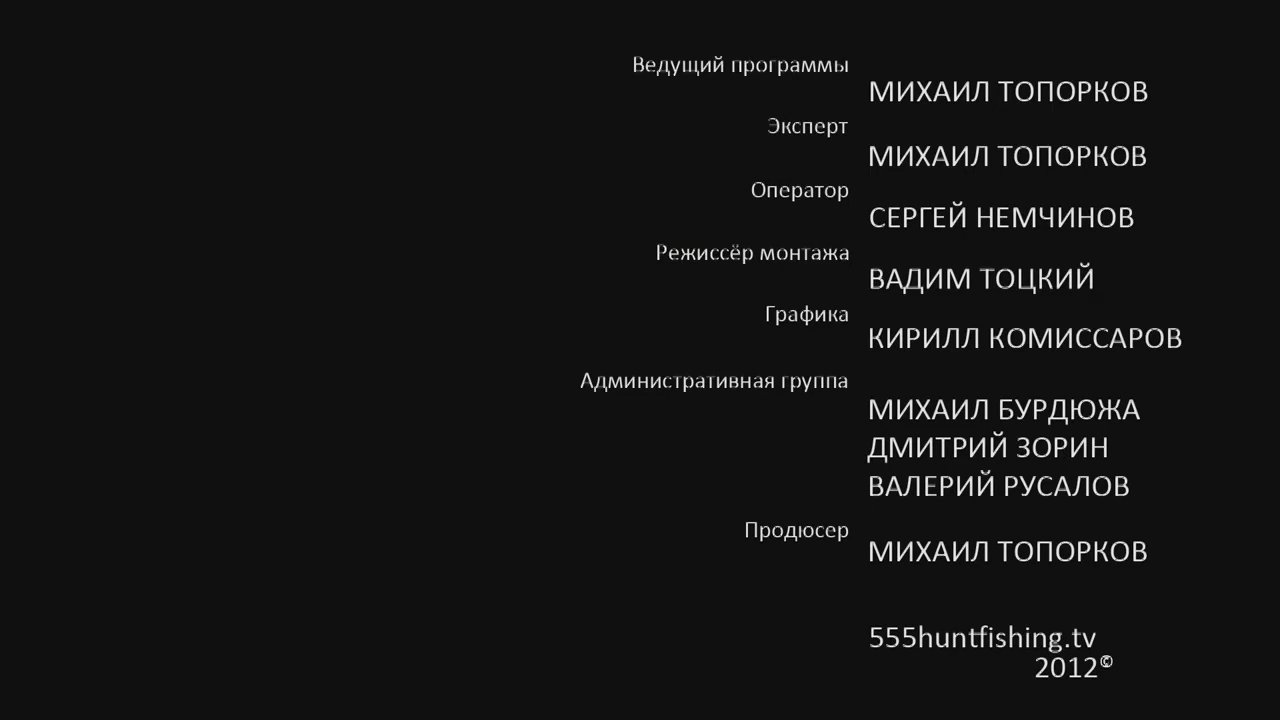 Ведущий программы
МИХАИЛ ТОПОРКОВ
Эксперт
МИХАИЛ ТОПОРКОВ
Оператор
СЕРГЕЙ НЕМЧИНОВ
Режиссёр монтажа
ВАДИМ ТОЦКИЙ
Графика
КИРИЛЛ КОМИССАРОВ
Административная группа
МИХАИЛ БУРДЮЖА
ДМИТРИЙ ЗОРИН
ВАЛЕРИЙ РУСАЛОВ
Продюсер
МИХАИЛ ТОПОРКОВ
555huntfishing.tv
2012©